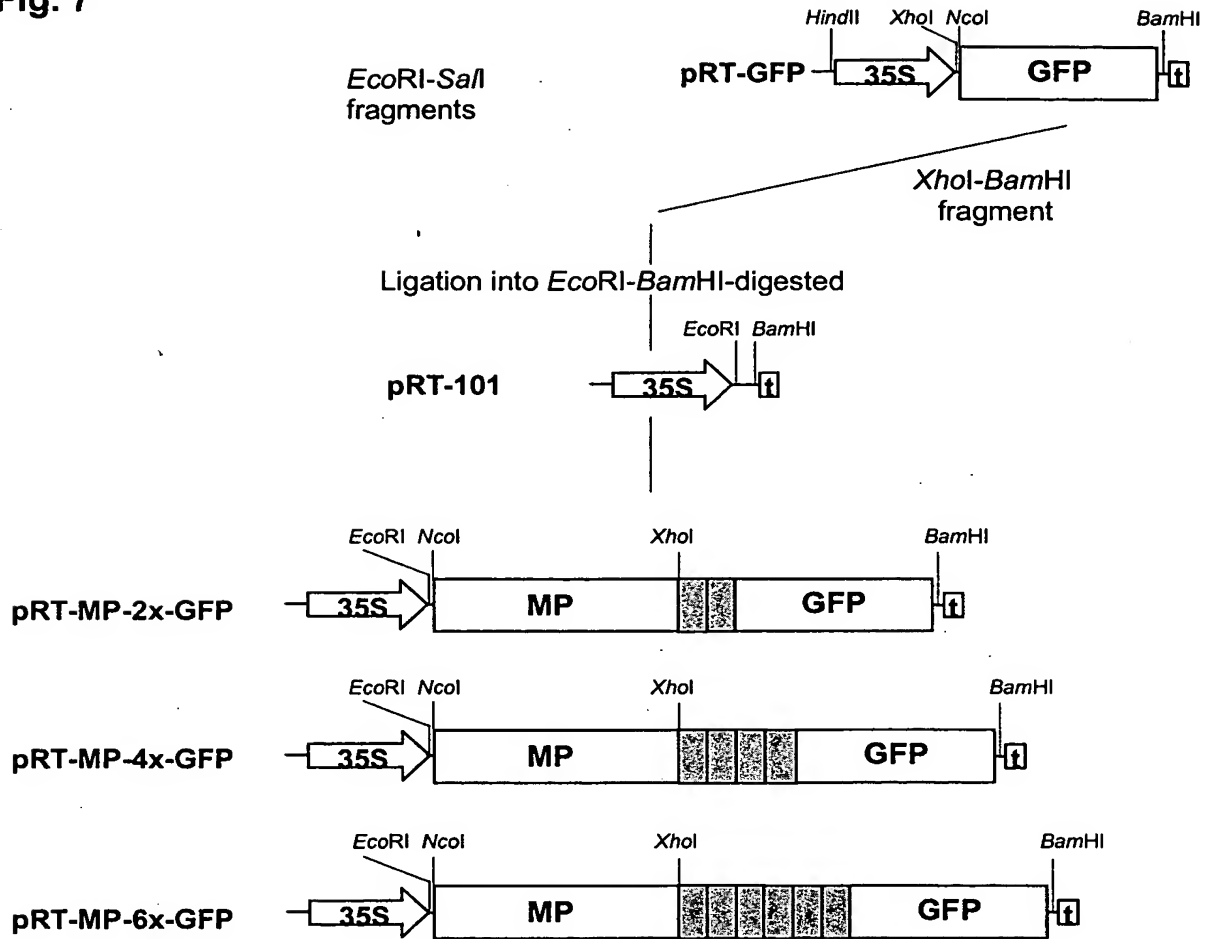 Fig. 7
HindII XhoI NcoI BamHI
pRT-GFP 35S GFP t
EcoRI-SalI
fragments
XhoI-BamHI
fragment
Ligation into EcoRI-BamHI-digested
EcoRI BamHI
pRT-101 35S t
EcoRI NcoI XhoI BamHI
pRT-MP-2x-GFP 35S MP GFP t
EcoRI NcoI XhoI BamHI
pRT-MP-4x-GFP 35S MP GFP t
EcoRI NcoI XhoI BamHI
pRT-MP-6x-GFP 35S MP GFP t